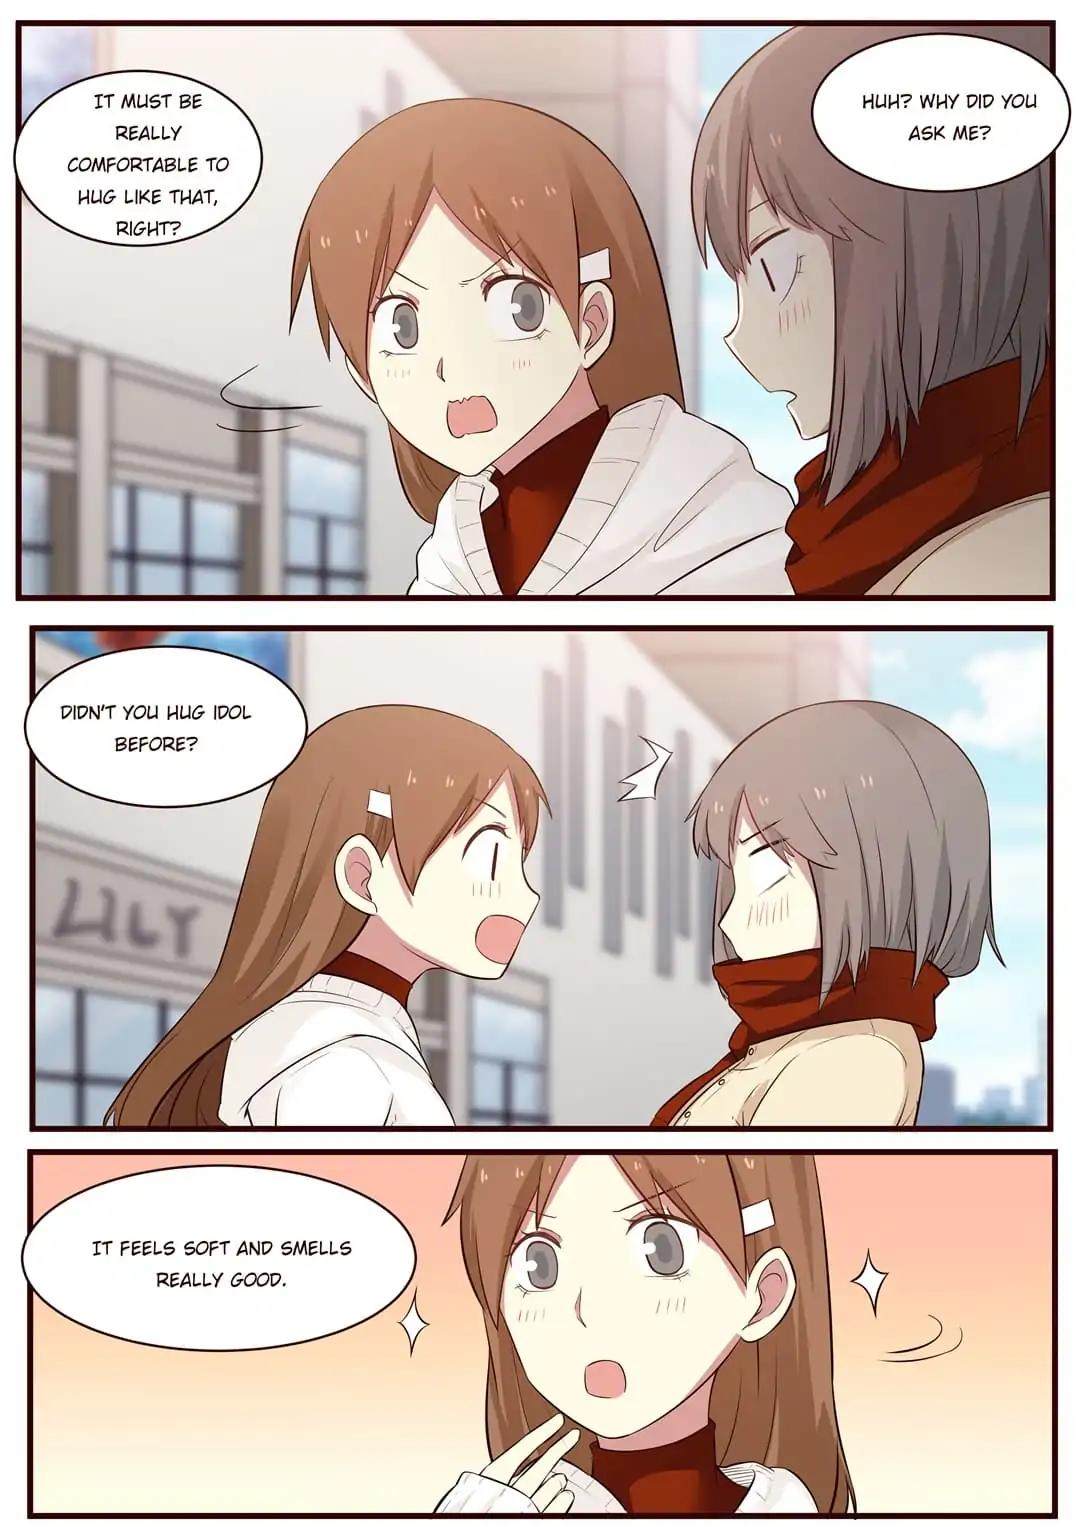 IT MUST BE
REALLY
COMFORTABLE TO
HUG LIKE THAT,
RIGHT?
HUH? WHY DID YOU
ASK ME?
DIDN'T YOU HUG IDOL
BEFORE?
LILY
IT FEELS SOFT AND SMELLS
REALLY GOOD.